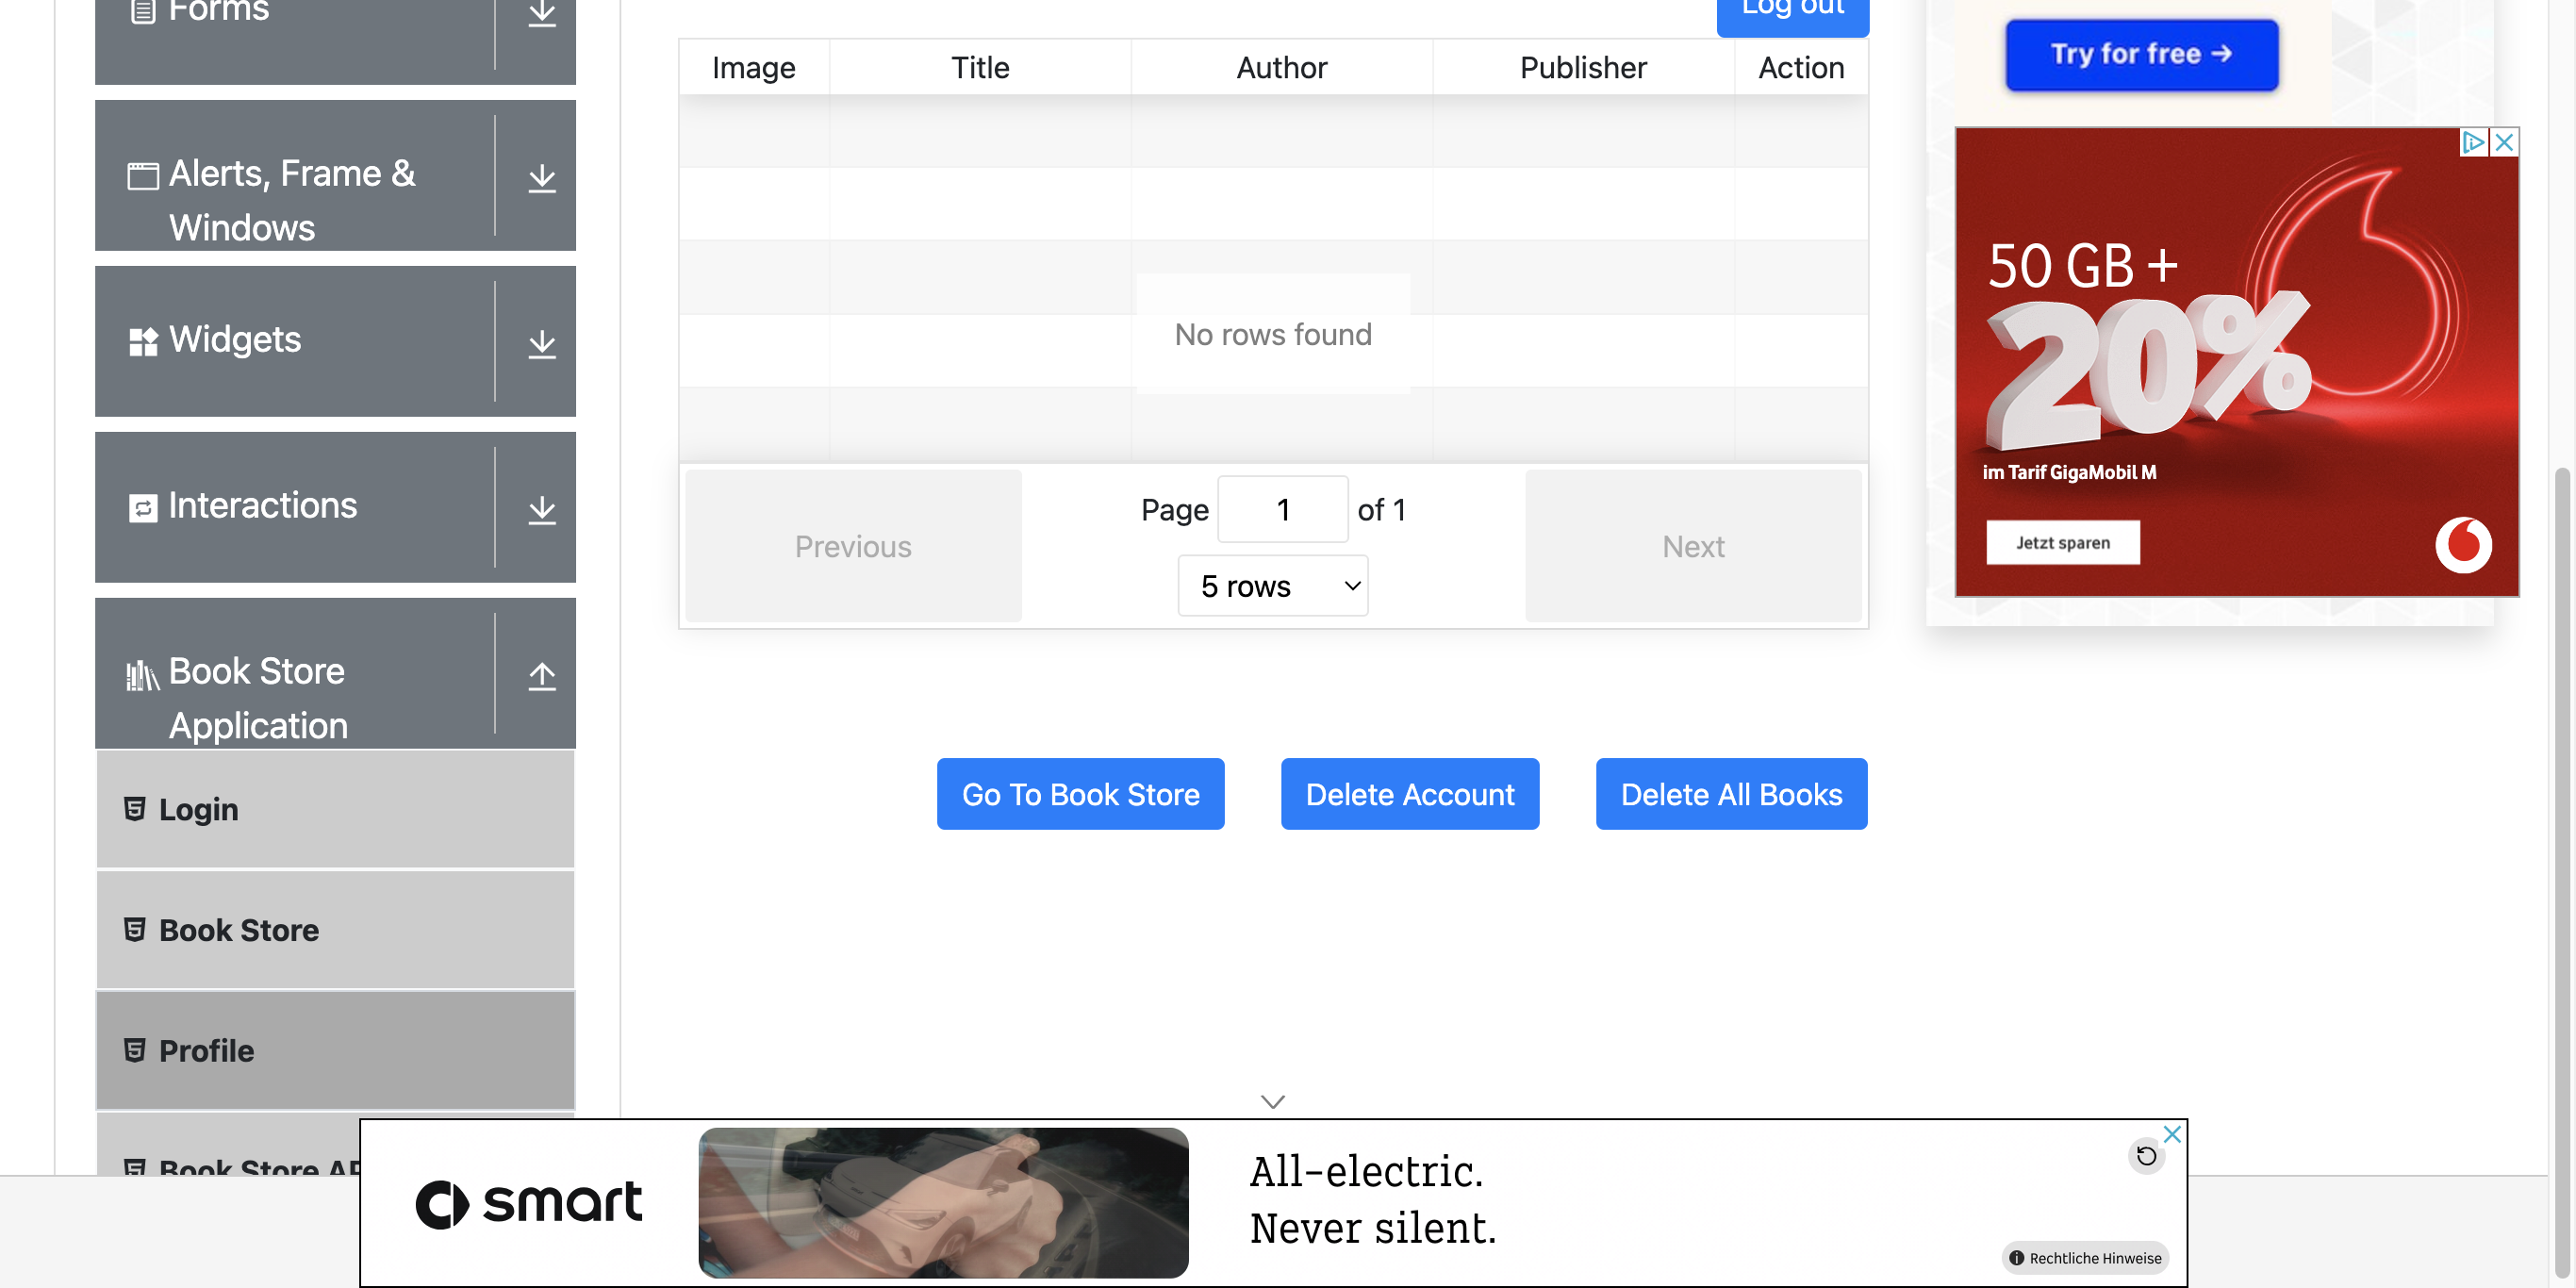 Forms
Alerts, Frame &
Windows
Widgets
Interactions
Book Store
Application
Login
Book Store
Profile
Book Store AP
Log out
Image Title Author Publisher Action
No rows found
Previous
Page 1 of 1
5 rows
Next
Go To Book Store Delete Account Delete All Books
Try for free →
50 GB +
20%
im Tarif GigaMobil M
Jetzt sparen
smart
All-electric.
Never silent.
Rechtliche Hinweise